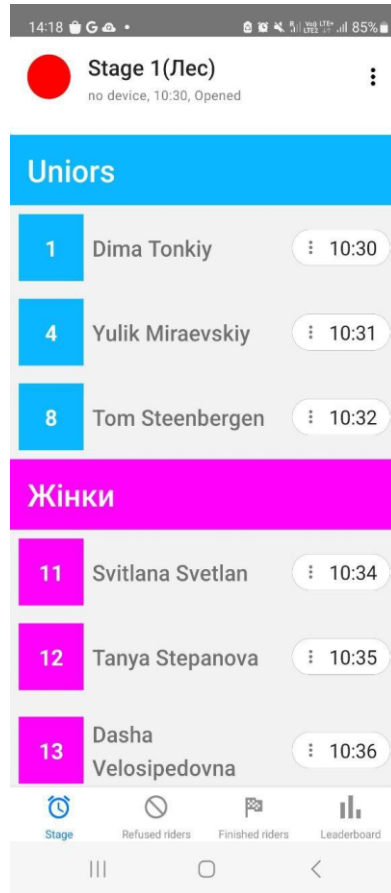 14:18
85%
Stage 1(Лес)
no device, 10:30, Opened
Uniors
1 Dima Tonkiy 10:30
4 Yulik Miraevskiy 10:31
8 Tom Steenbergen 10:32
Жінки
11 Svitlana Svetlan 10:34
12 Tanya Stepanova 10:35
13 Dasha
Velosipedovna 10:36
Stage Refused riders Finished riders Leaderboard